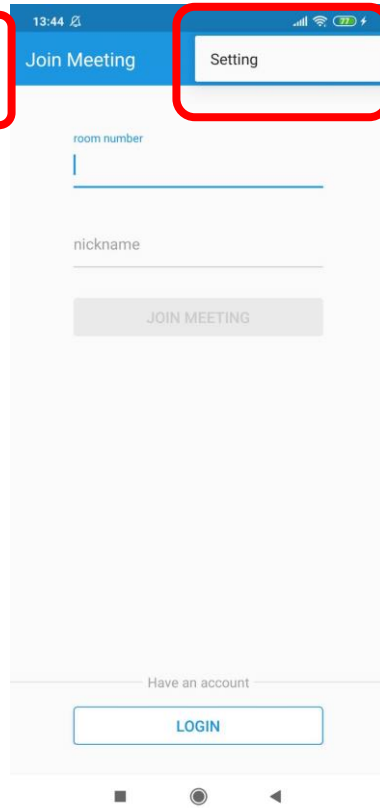 13:44 77
Join Meeting Setting
room number
nickname
JOIN MEETING
Have an account
LOGIN